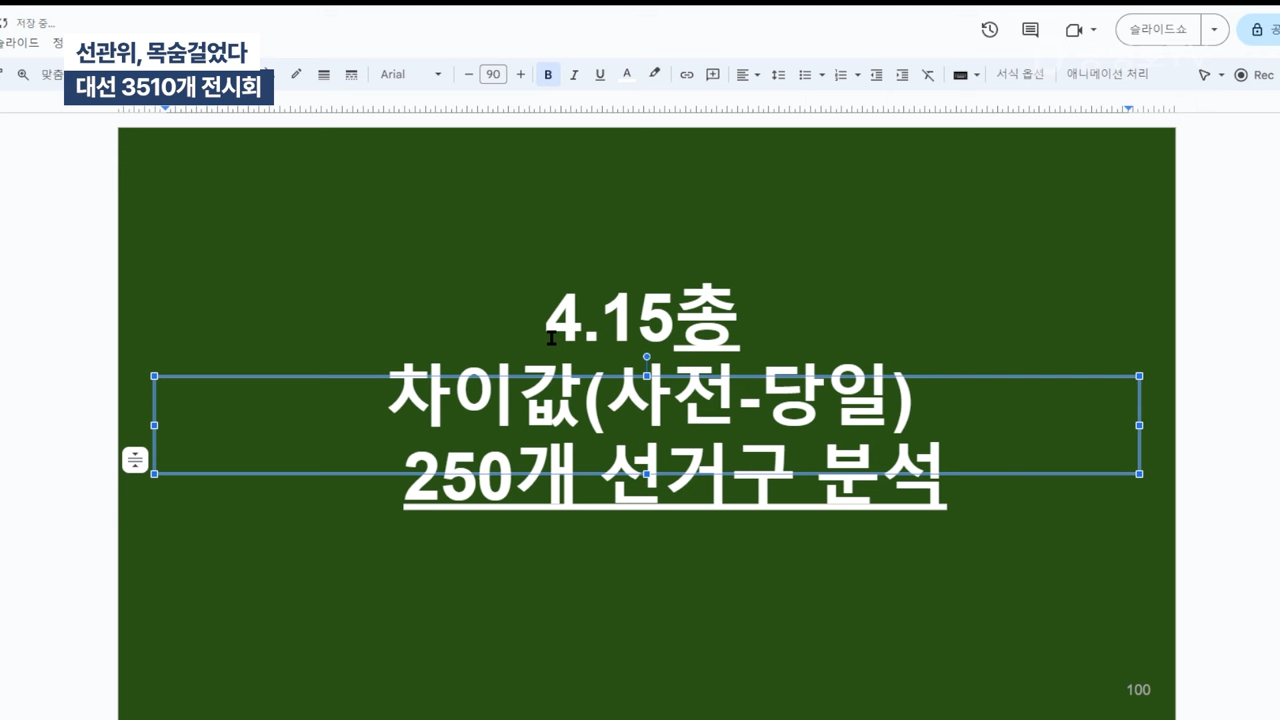 저장 중...
슬라이드
선관위, 목숨걸었다
대선 3510개 전시회
Arial
90
B
I
U
A
슬라이드쇼
서식 옵션
애니메이션 처리
Rec
4.15총
차이값(사전-당일)
250개 선거구 분석
100